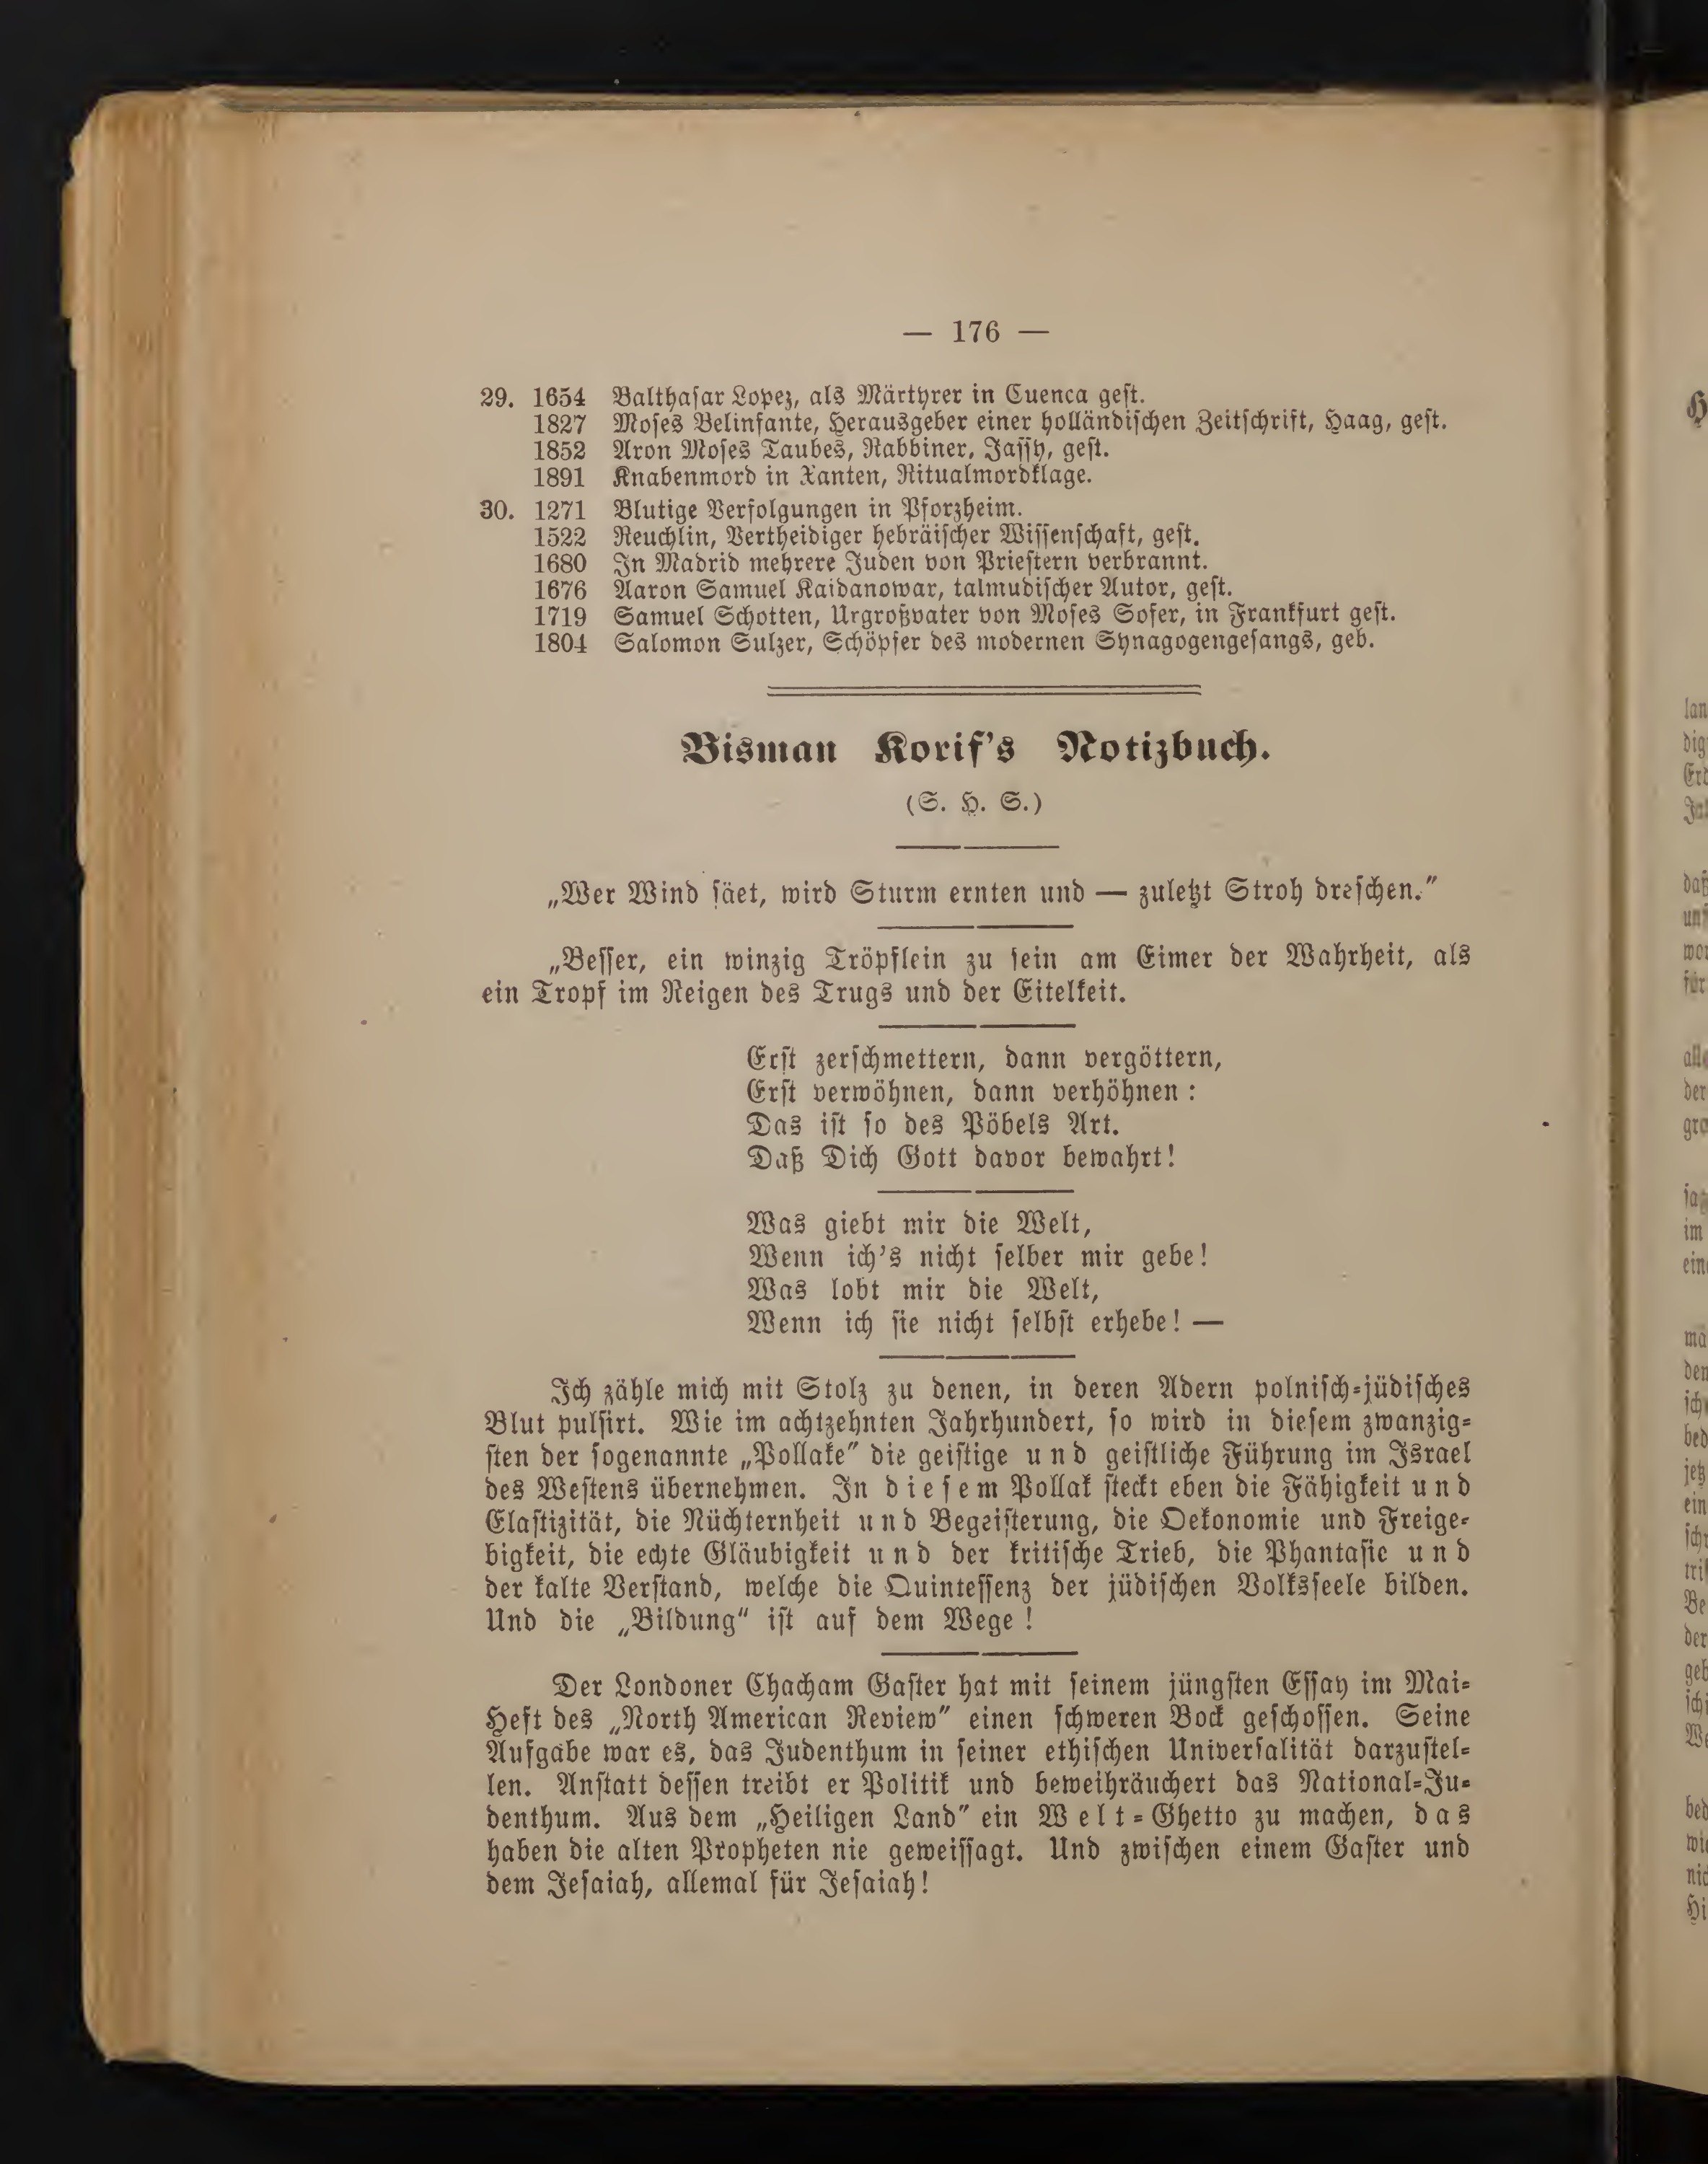 — 176 —
29. 1654 Balthasar Lopez, als Märtyrer in Cuenca gest.
1827 Moses Belinfante, Herausgeber einer holländischen Zeitschrift, Haag, gest.
1852 Aron Moses Taubes, Rabbiner, Jassy, gest.
1891 Knabenmord in Xanten, Ritualmordklage.
30. 1271 Blutige Verfolgungen in Pforzheim.
1522 Reuchlin, Vertheidiger hebräischer Wissenschaft, gest.
1680 In Madrid mehrere Juden von Priestern verbrannt.
1676 Aaron Samuel Kaidanowar, talmudischer Autor, gest.
1719 Samuel Schotten, Urgroßvater von Moses Sofer, in Frankfurt gest.
1804 Salomon Sulzer, Schöpfer des modernen Synagogengesangs, geb.
Bisman Korif's Notizbuch.
(S. H. S.)
„Wer Wind säet, wird Sturm ernten und — zuletzt Stroh dreschen."
„Besser, ein winzig Tröpflein zu sein am Eimer der Wahrheit, als
ein Tropf im Reigen des Trugs und der Eitelkeit.
Erst zerschmettern, dann vergöttern,
Erst verwöhnen, dann verhöhnen:
Das ist so des Pöbels Art.
Daß Dich Gott davor bewahrt!
Was giebt mir die Welt,
Wenn ich's nicht selber mir gebe!
Was lobt mir die Welt,
Wenn ich sie nicht selbst erhebe! —
Ich zähle mich mit Stolz zu denen, in deren Adern polnisch-jüdisches
Blut pulsirt. Wie im achtzehnten Jahrhundert, so wird in diesem zwanzig-
sten der sogenannte „Pollake" die geistige und geistliche Führung im Israel
des Westens übernehmen. In diesem Pollak steckt eben die Fähigkeit und
Elastizität, die Nüchternheit und Begeisterung, die Oekonomie und Freige-
bigkeit, die echte Gläubigkeit und der kritische Trieb, die Phantasie und
der kalte Verstand, welche die Quintessenz der jüdischen Volksseele bilden.
Und die „Bildung" ist auf dem Wege!
Der Londoner Chacham Gaster hat mit seinem jüngsten Essay im Mai-
Heft des „North American Review" einen schweren Bock geschossen. Seine
Aufgabe war es, das Judenthum in seiner ethischen Universalität darzustel-
len. Anstatt dessen treibt er Politik und beweihräuchert das National-Ju-
denthum. Aus dem „Heiligen Land" ein Welt-Ghetto zu machen, das
haben die alten Propheten nie geweissagt. Und zwischen einem Gaster und
dem Jesaiah, allemal für Jesaiah!